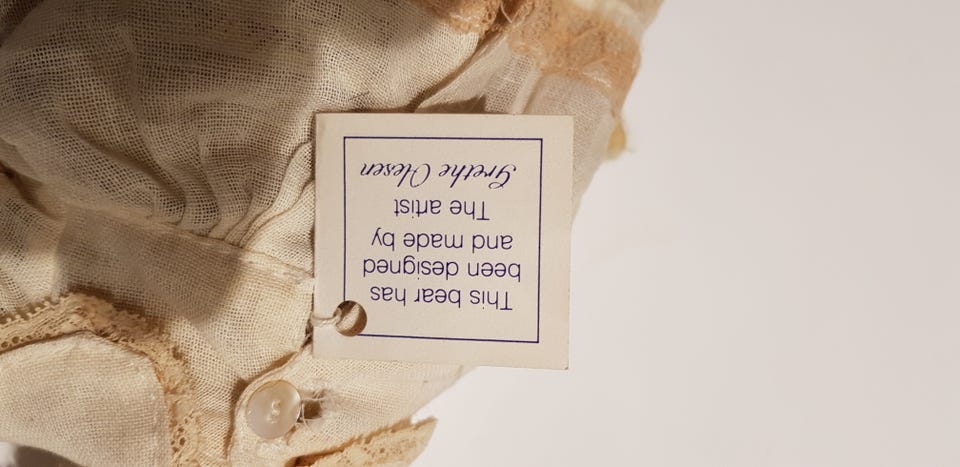 This bear has
been designed
and made by
The artist
Grethe Olesen